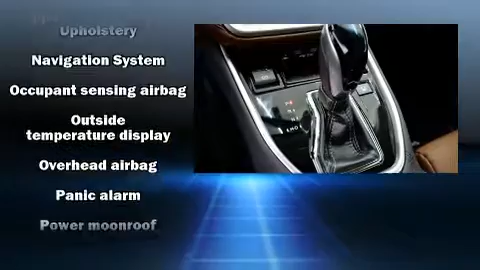 Upholstery
Navigation System
Occupant sensing airbag
Outside
temperature display
Overhead airbag
Panic alarm
Power moonroof